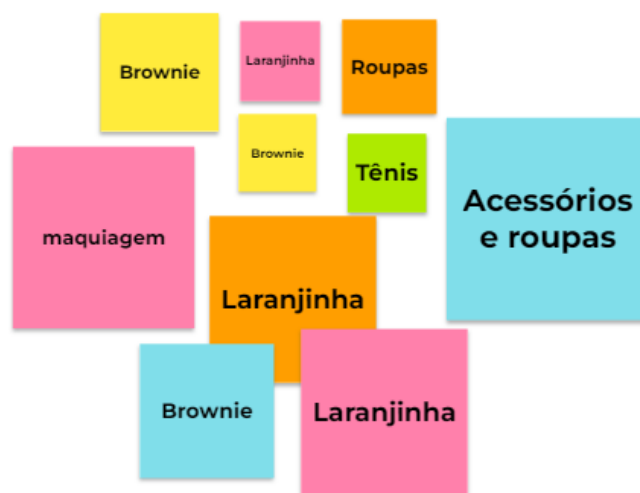 Brownie
Laranjinha
Roupas
Brownie
Tênis
maquiagem
Acessórios
e roupas
Laranjinha
Brownie
Laranjinha